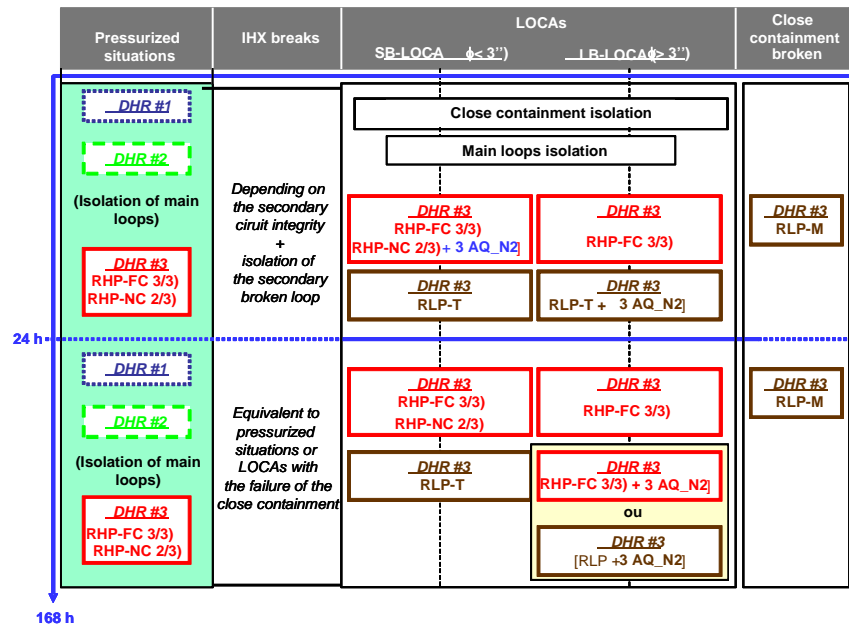 Pressurized
situations
IHX breaks
LOCAs
SB-LOCA ϕ< 3’’)
LB-LOCA ϕ> 3’’)
Close
containment
broken
DHR #1
DHR #2
(Isolation of main
loops)
DHR #3
RHP-FC 3/3)
RHP-NC 2/3)
Depending on
the secondary
ciruit integrity
+
isolation of
the secondary
broken loop
Close containment isolation
Main loops isolation
DHR #3
RHP-FC 3/3)
RHP-NC 2/3) + 3 AQ_N2]
DHR #3
RHP-FC 3/3)
DHR #3
RLP-T
DHR #3
RLP-T + 3 AQ_N2]
DHR #3
RLP-M
24 h
DHR #1
DHR #2
(Isolation of main
loops)
DHR #3
RHP-FC 3/3)
RHP-NC 2/3)
Equivalent to
pressurized
situations or
LOCAs with
the failure of the
close containment
DHR #3
RHP-FC 3/3)
RHP-NC 2/3)
DHR #3
RHP-FC 3/3)
DHR #3
RLP-T
DHR #3
RHP-FC 3/3) + 3 AQ_N2]
ou
DHR #3
[RLP +3 AQ_N2]
DHR #3
RLP-M
168 h